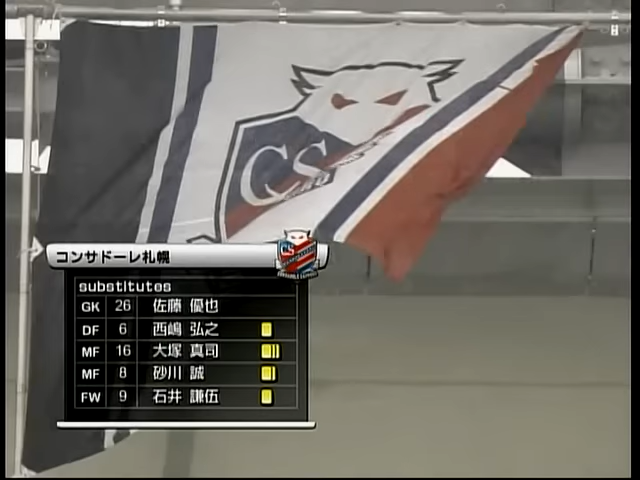 CS
コンサドーレ札幌
substitutes
GK 26 佐藤 優也
DF 6 西嶋 弘之
MF 16 大塚 真司
MF 8 砂川 誠
FW 9 石井 謙伍